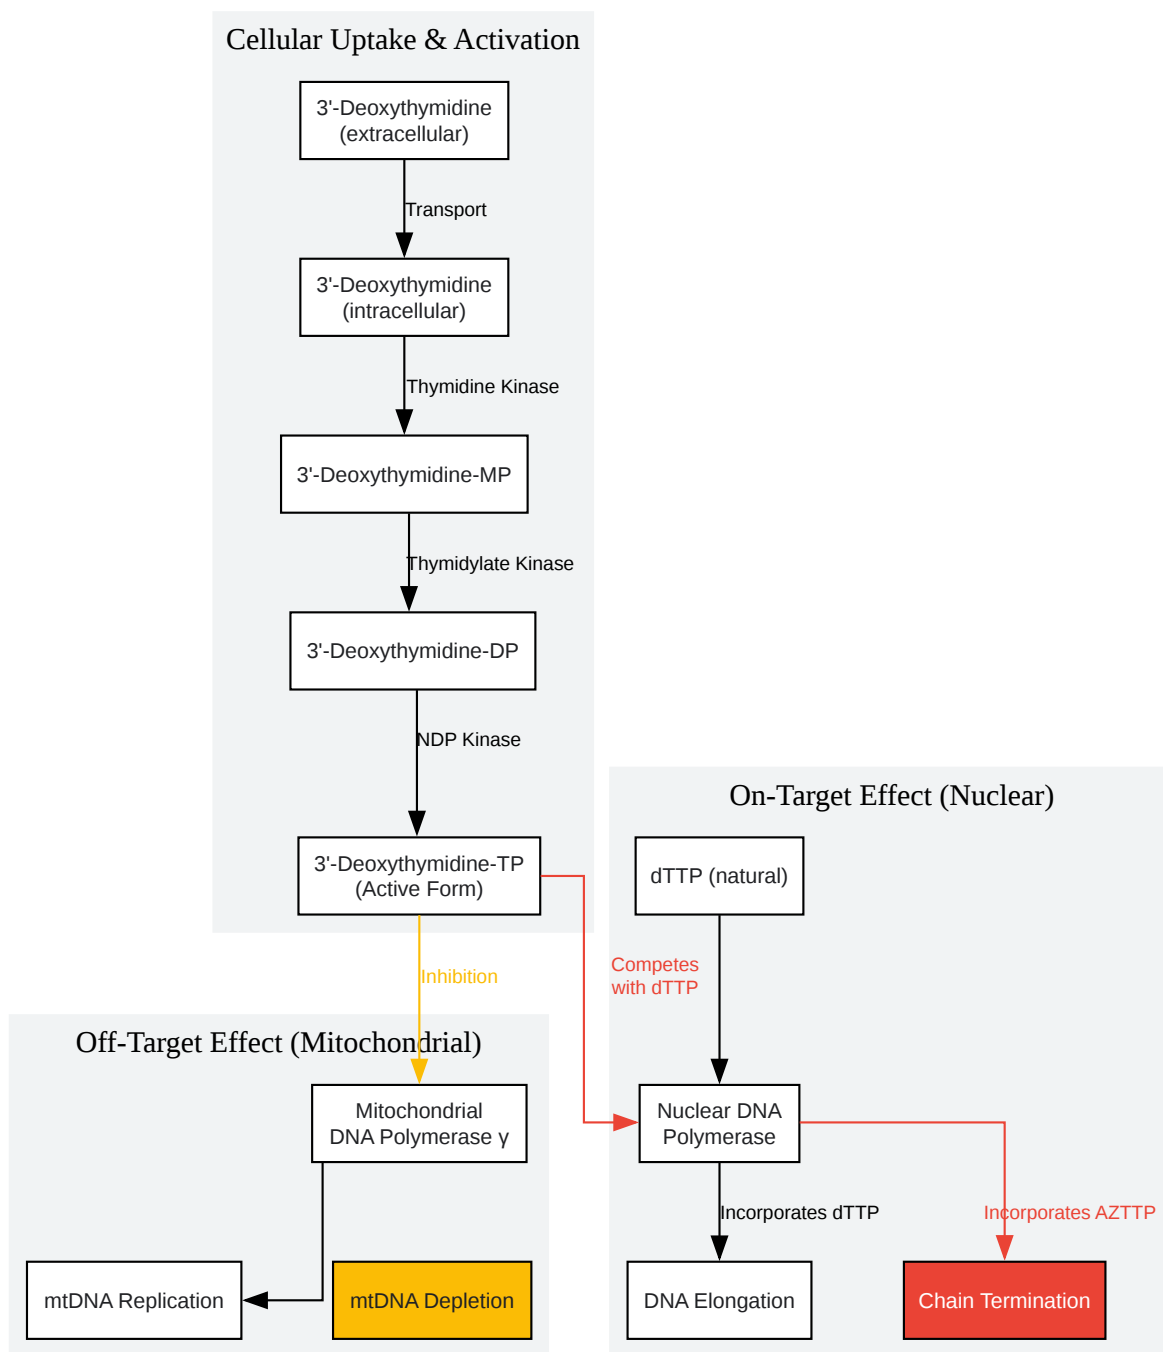 Cellular Uptake & Activation
3'-Deoxythymidine
(extracellular)
Transport
3'-Deoxythymidine
(intracellular)
Thymidine Kinase
3'-Deoxythymidine-MP
Thymidylate Kinase
3'-Deoxythymidine-DP
NDP Kinase
3'-Deoxythymidine-TP
(Active Form)
Inhibition
Off-Target Effect (Mitochondrial)
Mitochondrial
DNA Polymerase γ
mtDNA Replication
mtDNA Depletion
On-Target Effect (Nuclear)
dTTP (natural)
Competes
with dTTP
Nuclear DNA
Polymerase
Incorporates dTTP
Incorporates AZTTP
DNA Elongation
Chain Termination